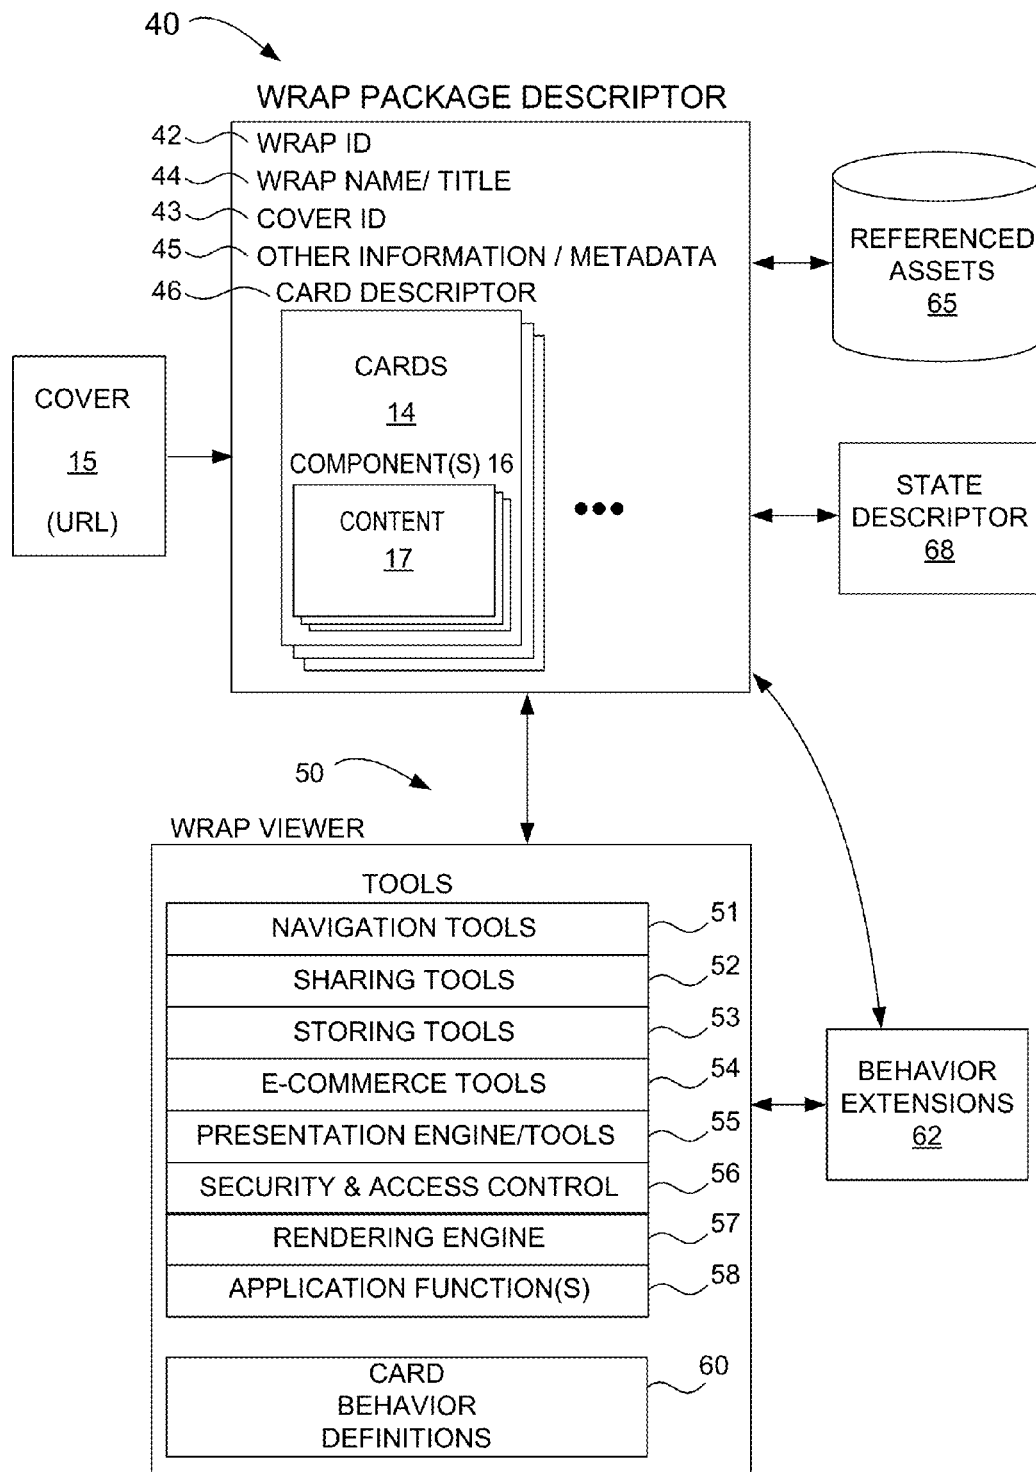 40
WRAP PACKAGE DESCRIPTOR
42 WRAP ID
44 WRAP NAME/ TITLE
43 COVER ID
45 OTHER INFORMATION / METADATA
46 CARD DESCRIPTOR
CARDS
14
COMPONENT(S) 16
CONTENT
17
COVER
15
(URL)
REFERENCED
ASSETS
65
STATE
DESCRIPTOR
68
50
WRAP VIEWER
TOOLS
NAVIGATION TOOLS 51
SHARING TOOLS 52
STORING TOOLS 53
E-COMMERCE TOOLS 54
PRESENTATION ENGINE/TOOLS 55
SECURITY & ACCESS CONTROL 56
RENDERING ENGINE 57
APPLICATION FUNCTION(S) 58
CARD 60
BEHAVIOR
DEFINITIONS
BEHAVIOR
EXTENSIONS
62